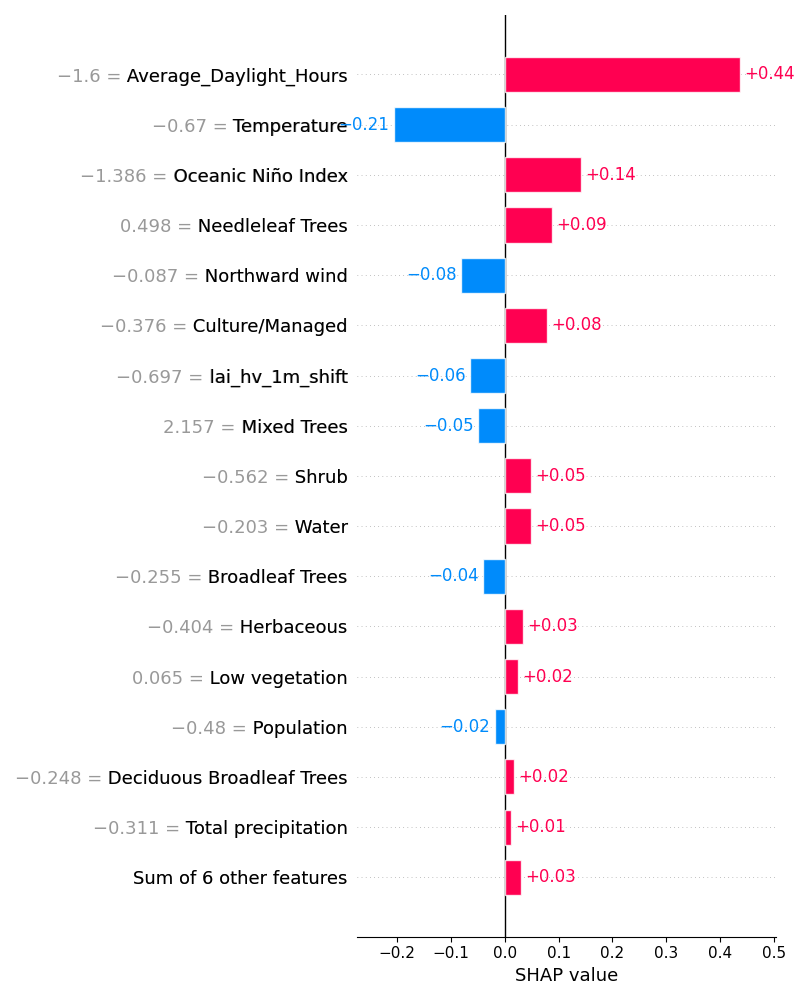 −1.6 = Average_Daylight_Hours +0.44
−0.67 = Temperature −0.21
−1.386 = Oceanic Niño Index +0.14
0.498 = Needleleaf Trees +0.09
−0.087 = Northward wind −0.08
−0.376 = Culture/Managed +0.08
−0.697 = lai_hv_1m_shift −0.06
2.157 = Mixed Trees −0.05
−0.562 = Shrub +0.05
−0.203 = Water +0.05
−0.255 = Broadleaf Trees −0.04
−0.404 = Herbaceous +0.03
0.065 = Low vegetation +0.02
−0.48 = Population −0.02
−0.248 = Deciduous Broadleaf Trees +0.02
−0.311 = Total precipitation +0.01
Sum of 6 other features +0.03
−0.2 −0.1 0.0 0.1 0.2 0.3 0.4 0.5
SHAP value